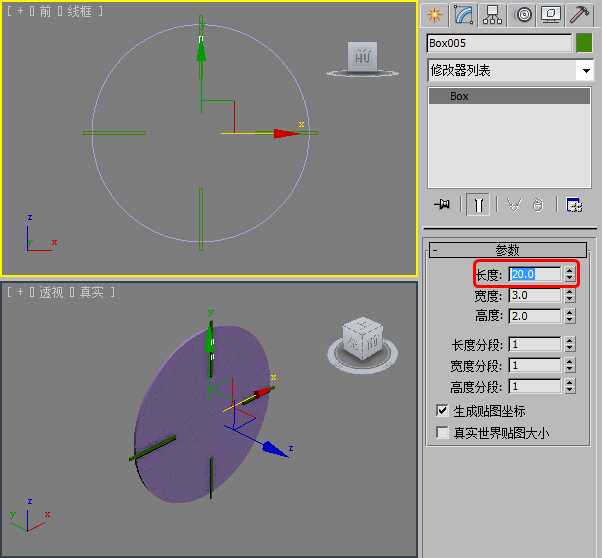 [ + ▯ 前 ▯ 线框 ]
前
x
z
y
x
Box005
修改器列表
Box
- 参数
长度: 20.0
宽度: 3.0
高度: 2.0
长度分段: 1
宽度分段: 1
高度分段: 1
生成贴图坐标
真实世界贴图大小
[ + ▯ 透视 ▯ 真实 ]
y
x
z
左 前
z
y
x